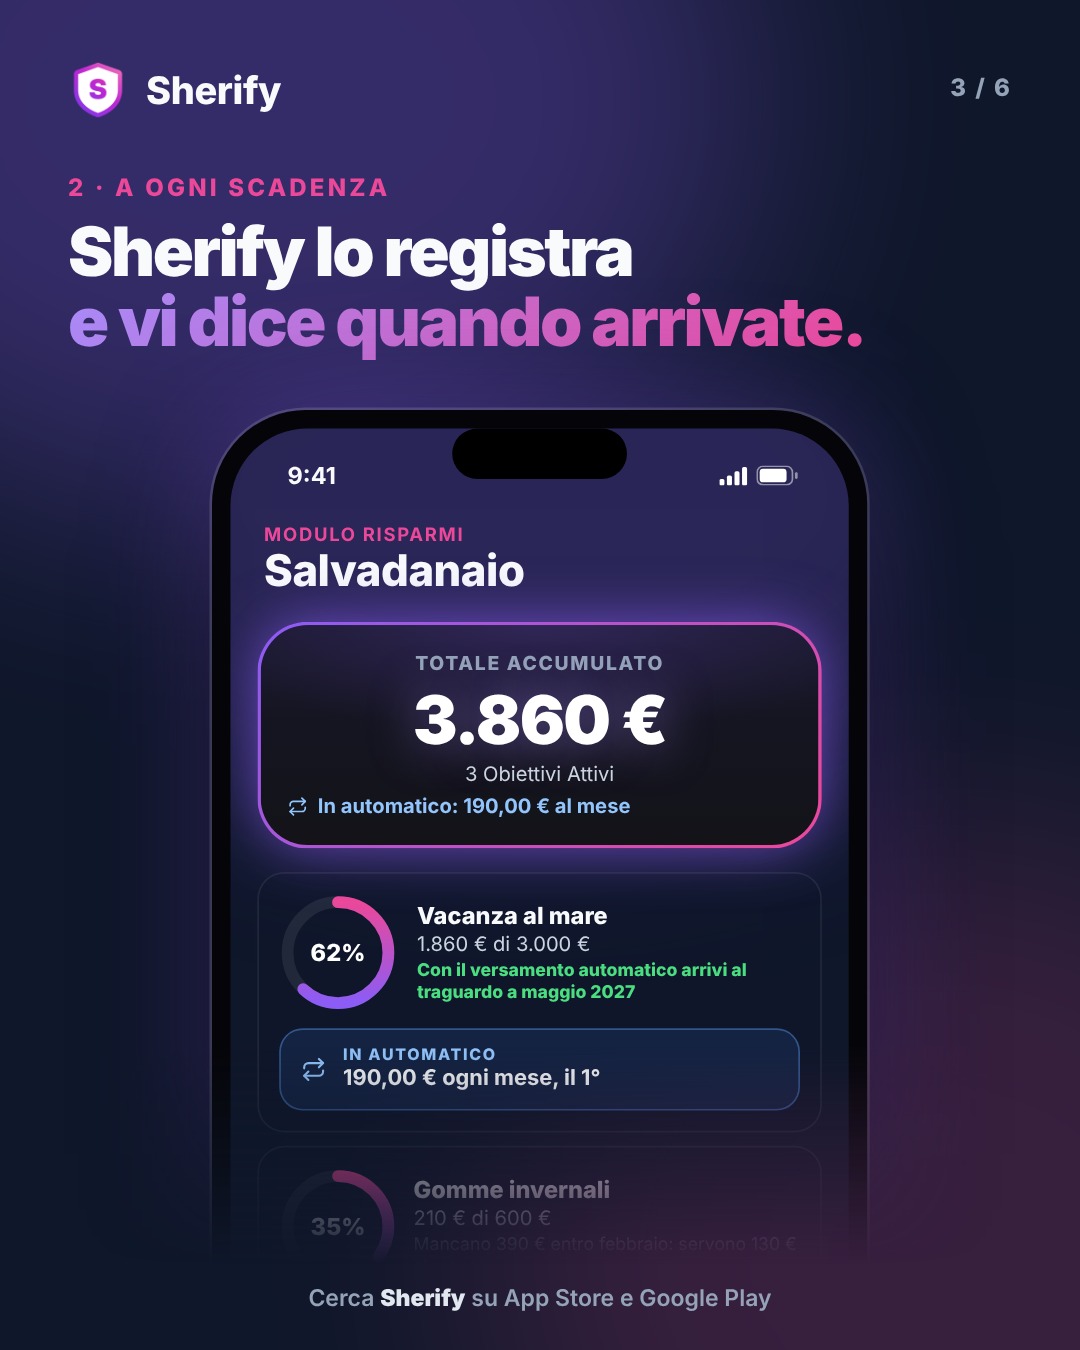 S
Sherify
3 / 6
2 · A OGNI SCADENZA
Sherify lo registra
e vi dice quando arrivate.
9:41
MODULO RISPARMI
Salvadanaio
TOTALE ACCUMULATO
3.860 €
3 Obiettivi Attivi
In automatico: 190,00 € al mese
62%
Vacanza al mare
1.860 € di 3.000 €
Con il versamento automatico arrivi al
traguardo a maggio 2027
IN AUTOMATICO
190,00 € ogni mese, il 1°
35%
Gomme invernali
210 € di 600 €
Mancano 390 € entro febbraio: servono 130 €
Cerca Sherify su App Store e Google Play